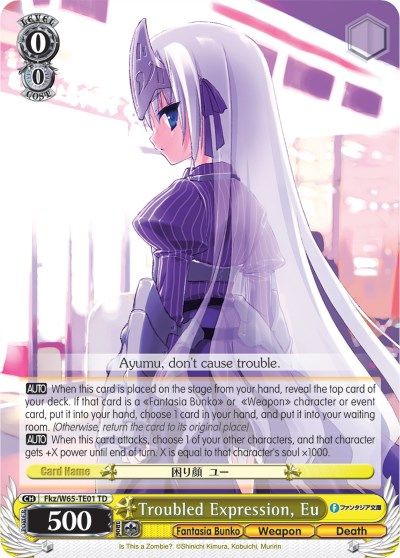 LEVEL
0
0
COST
Ayumu, don't cause trouble.
AUTO When this card is placed on the stage from your hand, reveal the top card of
your deck. If that card is a «Fantasia Bunko» or «Weapon» character or event
card, put it into your hand, choose 1 card in your hand, and put it into your waiting
room. (Otherwise, return the card to its original place)
AUTO When this card attacks, choose 1 of your other characters, and that character
gets +X power until end of turn. X is equal to that character's soul ×1000.
Card Name
困り顔 ユー
CH Fkz/W65-TE01 TD
POWER
500
SOUL
Troubled Expression, Eu
ファンタジア文庫
Fantasia Bunko
Weapon
Death
Is This a Zombie? ©Shinichi Kimura, Kobuichi, Muririn